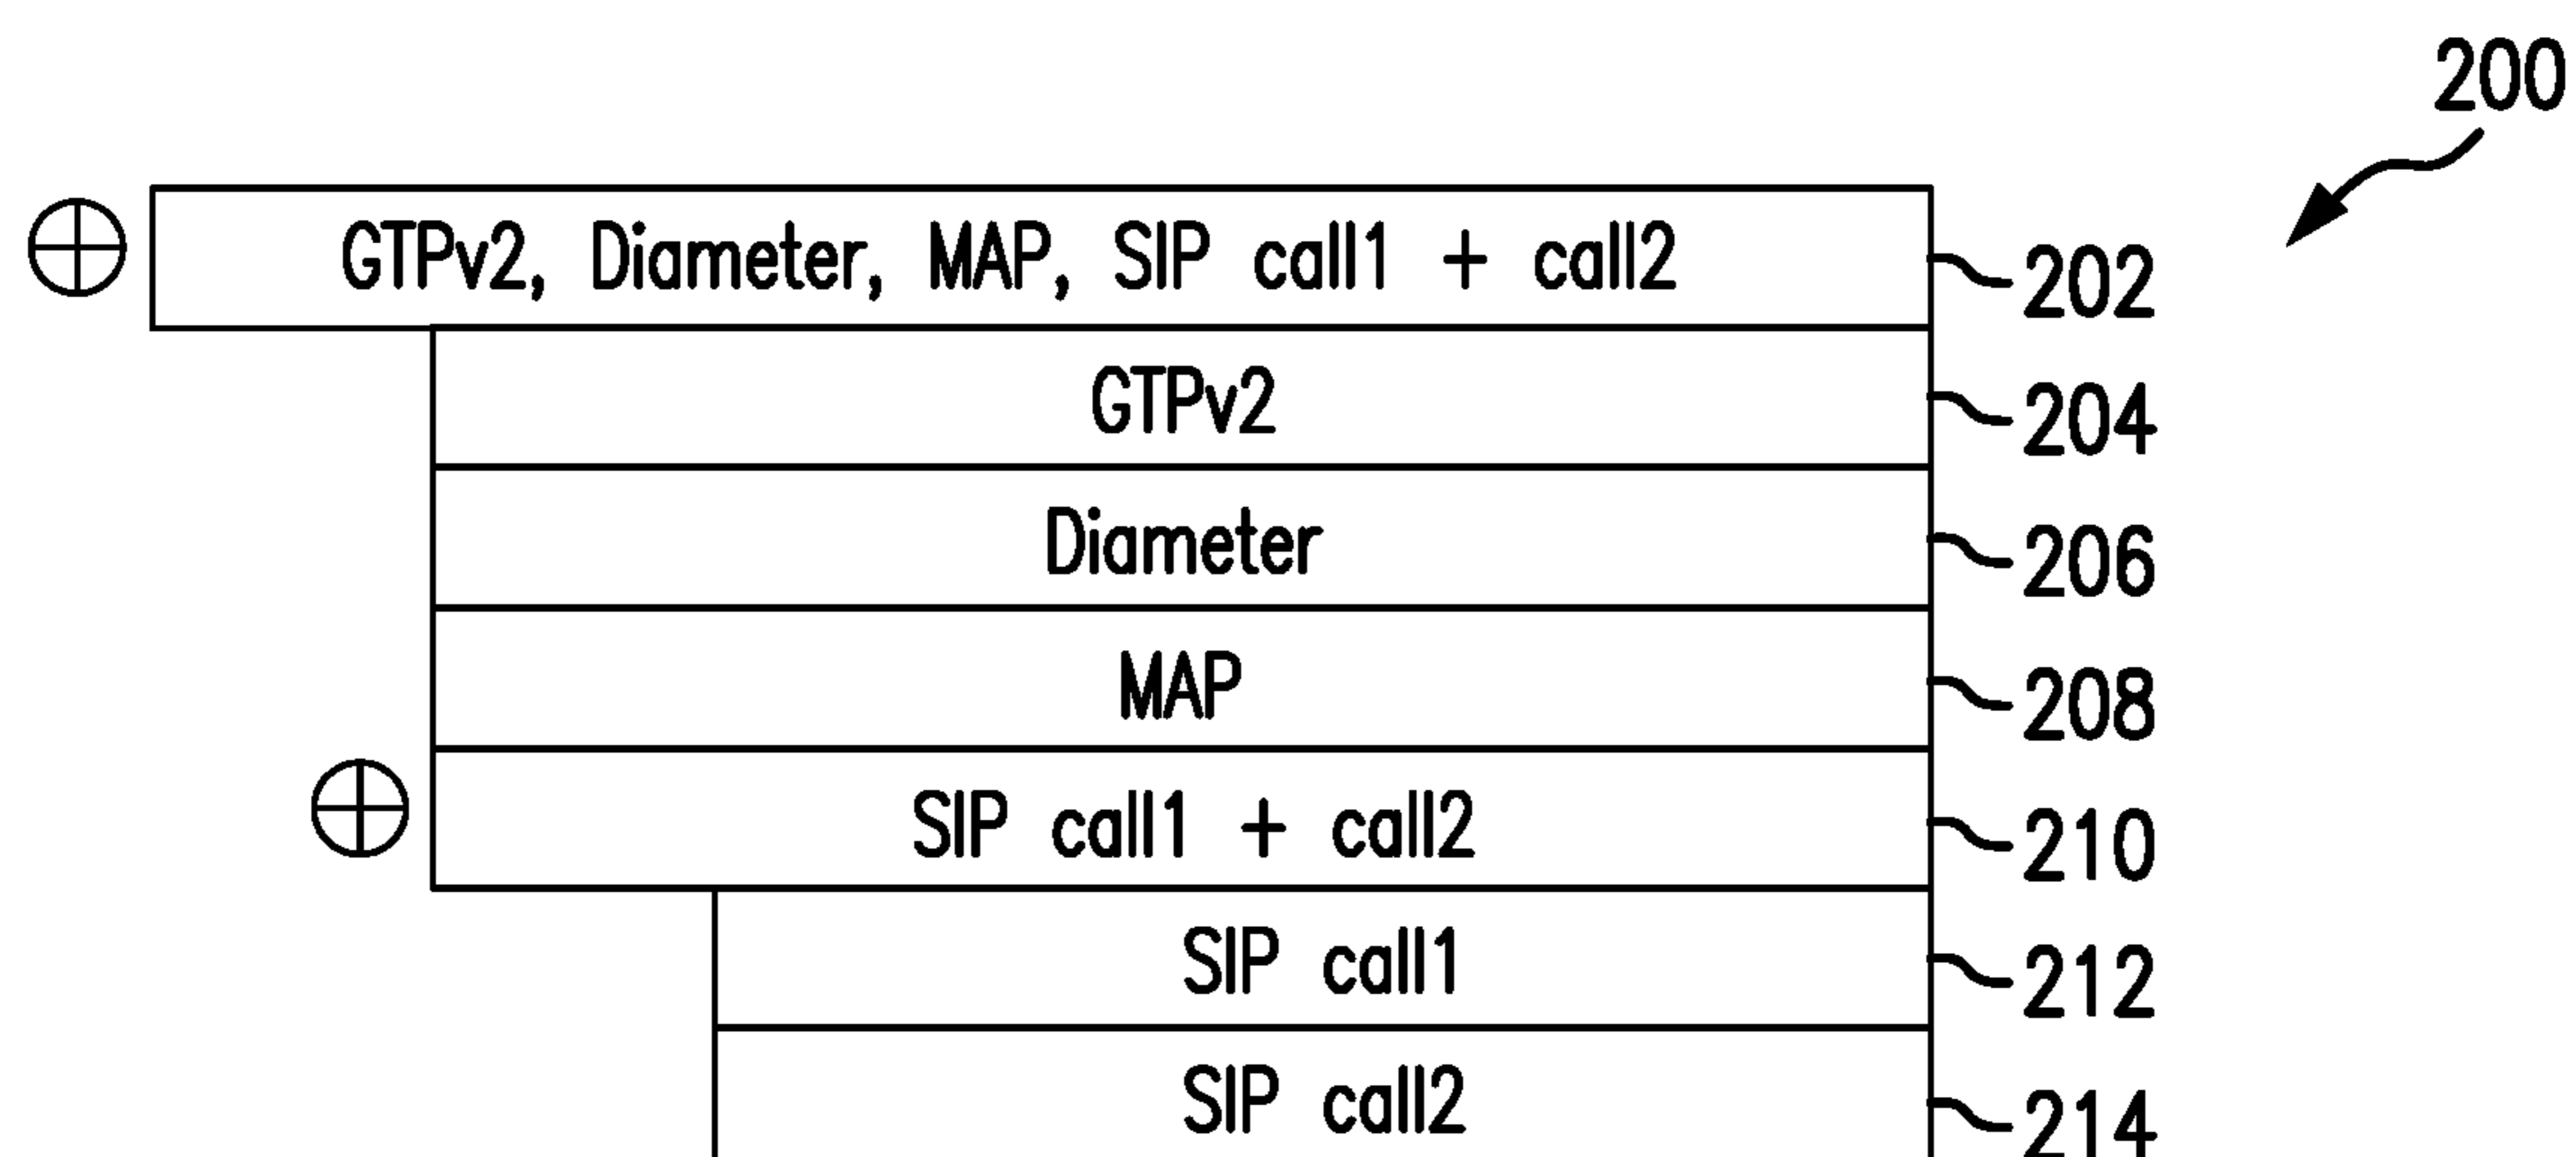 200
GTPv2, Diameter, MAP, SIP call1 + call2 202
GTPv2 204
Diameter 206
MAP 208
SIP call1 + call2 210
SIP call1 212
SIP call2 214